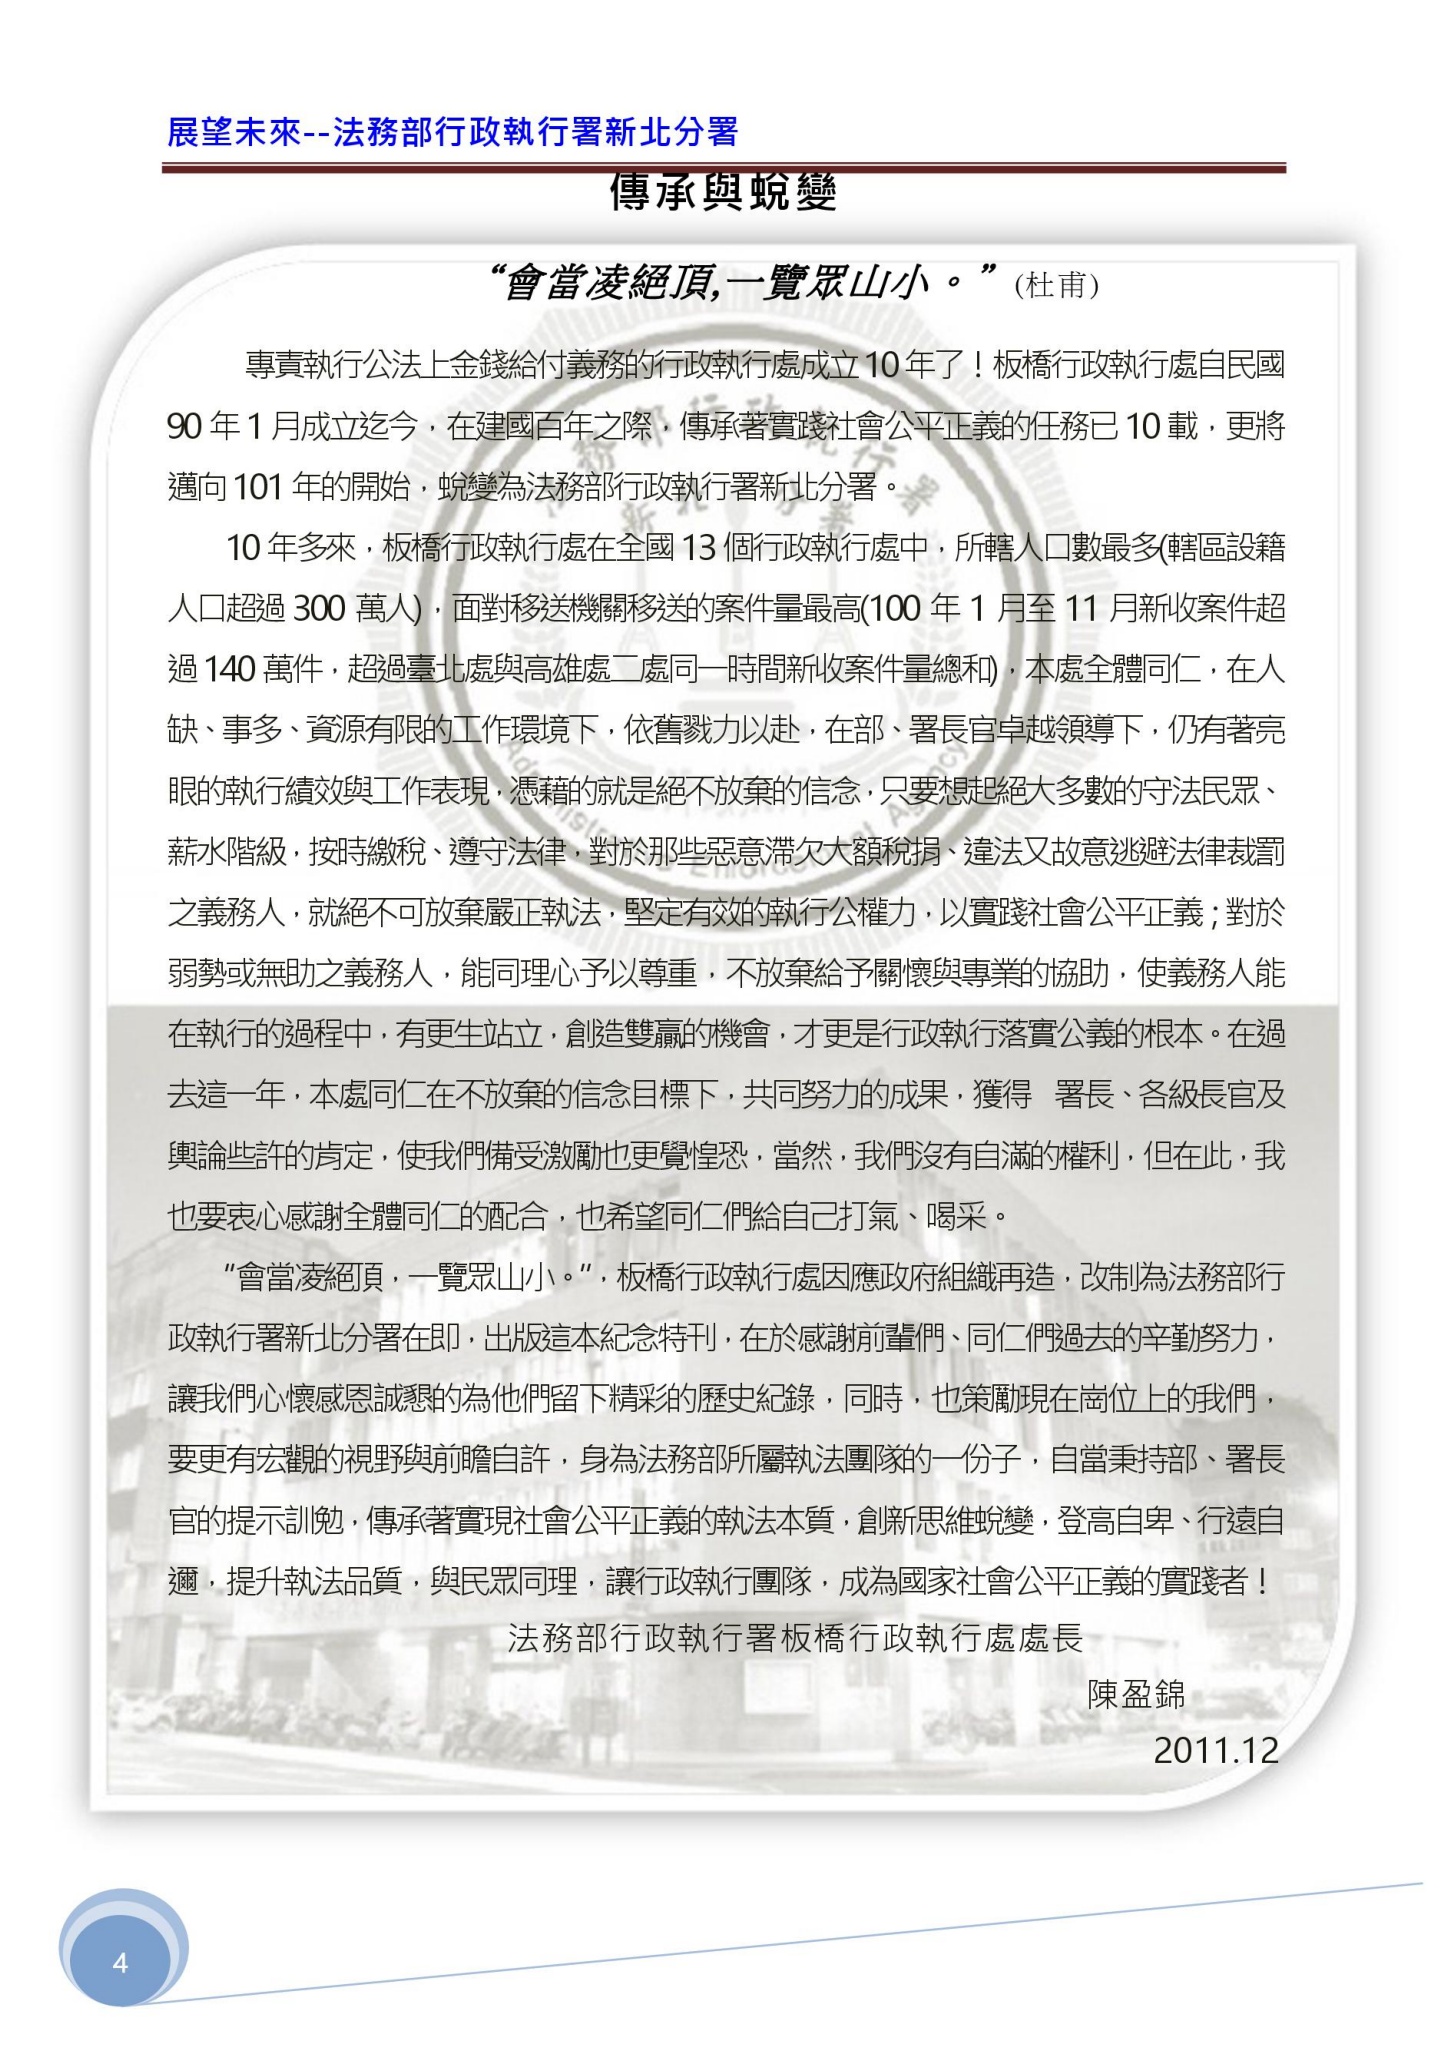 展望未來--法務部行政執行署新北分署
傳承與蛻變
“會當凌絕頂,一覽眾山小。”(杜甫)
專責執行公法上金錢給付義務的行政執行處成立 10 年了！板橋行政執行處自民國
90 年 1 月成立迄今，在建國百年之際，傳承著實踐社會公平正義的任務已 10 載，更將
邁向 101 年的開始，蛻變為法務部行政執行署新北分署。
10 年多來，板橋行政執行處在全國 13 個行政執行處中，所轄人口數最多(轄區設籍
人口超過 300 萬人)，面對移送機關移送的案件量最高(100 年 1 月至 11 月新收案件超
過 140 萬件，超過臺北處與高雄處二處同一時間新收案件量總和)，本處全體同仁，在人
缺、事多、資源有限的工作環境下，依舊戮力以赴，在部、署長官卓越領導下，仍有著亮
眼的執行績效與工作表現，憑藉的就是絕不放棄的信念，只要想起絕大多數的守法民眾、
薪水階級，按時繳稅、遵守法律，對於那些惡意滯欠大額稅捐、違法又故意逃避法律裁罰
之義務人，就絕不可放棄嚴正執法，堅定有效的執行公權力，以實踐社會公平正義；對於
弱勢或無助之義務人，能同理心予以尊重，不放棄給予關懷與專業的協助，使義務人能
在執行的過程中，有更生站立，創造雙贏的機會，才更是行政執行落實公義的根本。在過
去這一年，本處同仁在不放棄的信念目標下，共同努力的成果，獲得　署長、各級長官及
輿論些許的肯定，使我們備受激勵也更覺惶恐，當然，我們沒有自滿的權利，但在此，我
也要衷心感謝全體同仁的配合，也希望同仁們給自己打氣、喝采。
“會當凌絕頂，一覽眾山小。”，板橋行政執行處因應政府組織再造，改制為法務部行
政執行署新北分署在即，出版這本紀念特刊，在於感謝前輩們、同仁們過去的辛勤努力，
讓我們心懷感恩誠懇的為他們留下精彩的歷史紀錄，同時，也策勵現在崗位上的我們，
要更有宏觀的視野與前瞻自許，身為法務部所屬執法團隊的一份子，自當秉持部、署長
官的提示訓勉，傳承著實現社會公平正義的執法本質，創新思維蛻變，登高自卑、行遠自
邇，提升執法品質，與民眾同理，讓行政執行團隊，成為國家社會公平正義的實踐者！
法務部行政執行署板橋行政執行處處長
陳盈錦
2011.12
法務部行政執行署
新北分署
Administrative Enforcement Agency
4